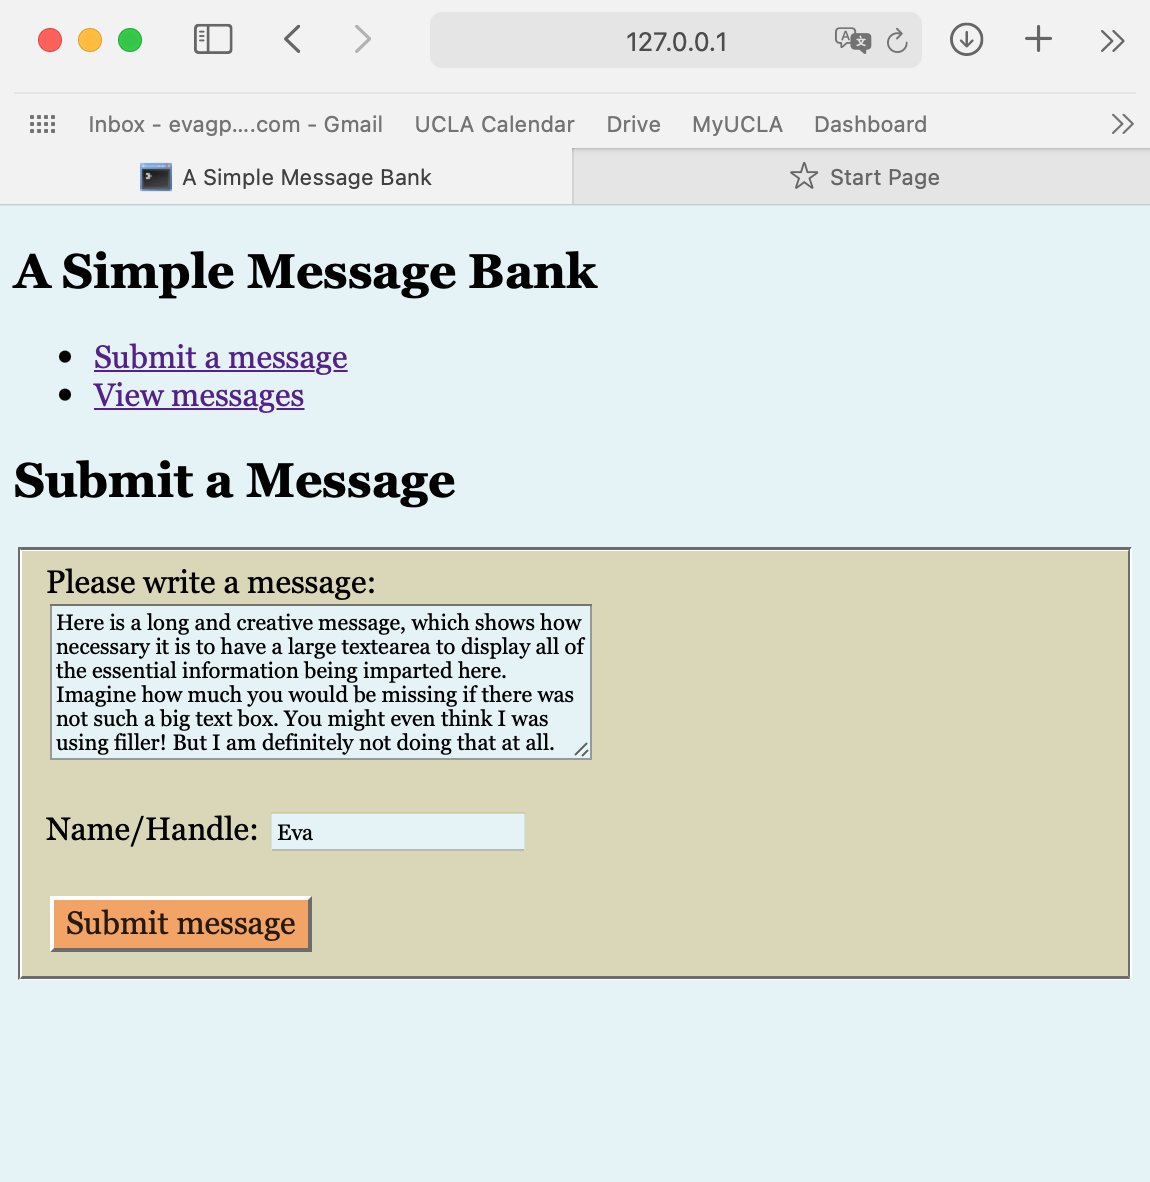 127.0.0.1
Inbox - evagp....com - Gmail UCLA Calendar Drive MyUCLA Dashboard
A Simple Message Bank Start Page
A Simple Message Bank
Submit a message
View messages
Submit a Message
Please write a message:
Here is a long and creative message, which shows how
necessary it is to have a large textearea to display all of
the essential information being imparted here.
Imagine how much you would be missing if there was
not such a big text box. You might even think I was
using filler! But I am definitely not doing that at all.
Name/Handle: Eva
Submit message